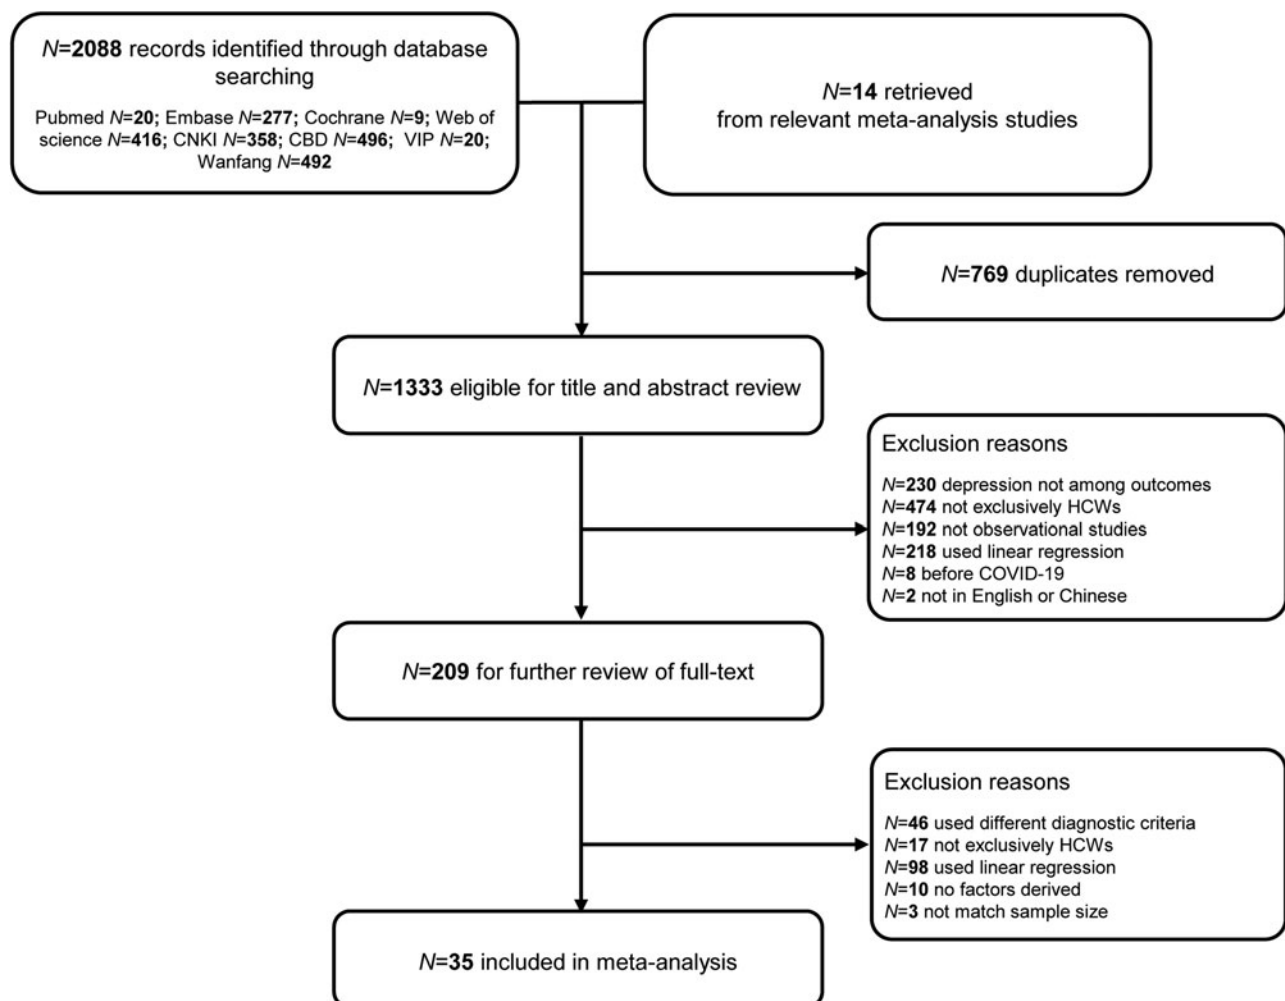 N=2088 records identified through database
searching
Pubmed N=20; Embase N=277; Cochrane N=9; Web of
science N=416; CNKI N=358; CBD N=496; VIP N=20;
Wanfang N=492
N=14 retrieved
from relevant meta-analysis studies
N=769 duplicates removed
N=1333 eligible for title and abstract review
Exclusion reasons
N=230 depression not among outcomes
N=474 not exclusively HCWs
N=192 not observational studies
N=218 used linear regression
N=8 before COVID-19
N=2 not in English or Chinese
N=209 for further review of full-text
Exclusion reasons
N=46 used different diagnostic criteria
N=17 not exclusively HCWs
N=98 used linear regression
N=10 no factors derived
N=3 not match sample size
N=35 included in meta-analysis